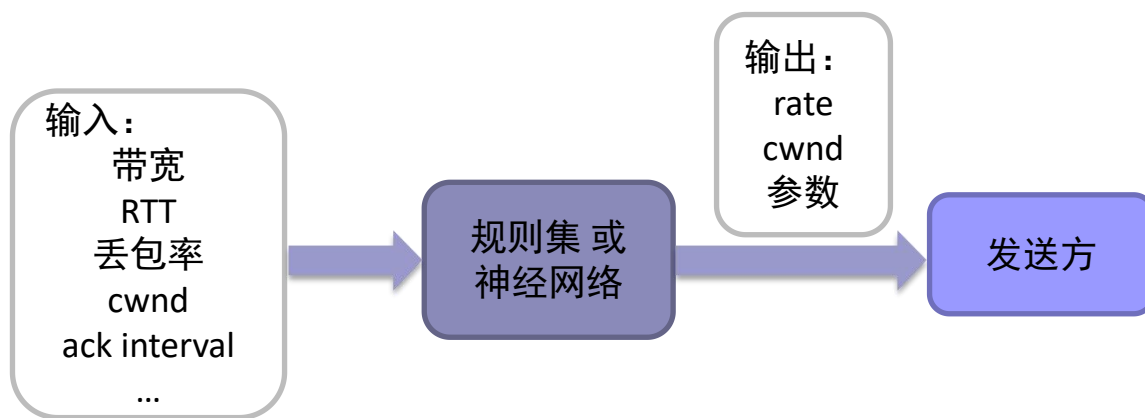 输入：
带宽
RTT
丢包率
cwnd
ack interval
...
规则集 或
神经网络
输出：
rate
cwnd
参数
发送方